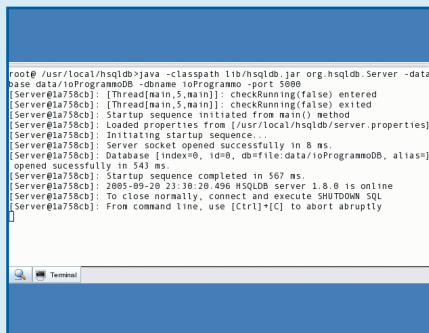 root@ /usr/local/hsqldb>java -classpath lib/hsqldb.jar org.hsqldb.Server -data
base data/ioProgrammoDB -dbname ioProgrammo -port 5000
[Server@1a758cb]: [Thread[main,5,main]]: checkRunning(false) entered
[Server@1a758cb]: [Thread[main,5,main]]: checkRunning(false) exited
[Server@1a758cb]: Startup sequence initiated from main() method
[Server@1a758cb]: Loaded properties from [/usr/local/hsqldb/server.properties]
[Server@1a758cb]: Initiating startup sequence...
[Server@1a758cb]: Server socket opened successfully in 8 ms.
[Server@1a758cb]: Database [index=0, id=0, db=file:data/ioProgrammoDB, alias=]
 opened sucessfully in 543 ms.
[Server@1a758cb]: Startup sequence completed in 567 ms.
[Server@1a758cb]: 2005-09-20 23:30:20.496 HSQLDB server 1.8.0 is online
[Server@1a758cb]: To close normally, connect and execute SHUTDOWN SQL
[Server@1a758cb]: From command line, use [Ctrl]+[C] to abort abruptly
Terminal